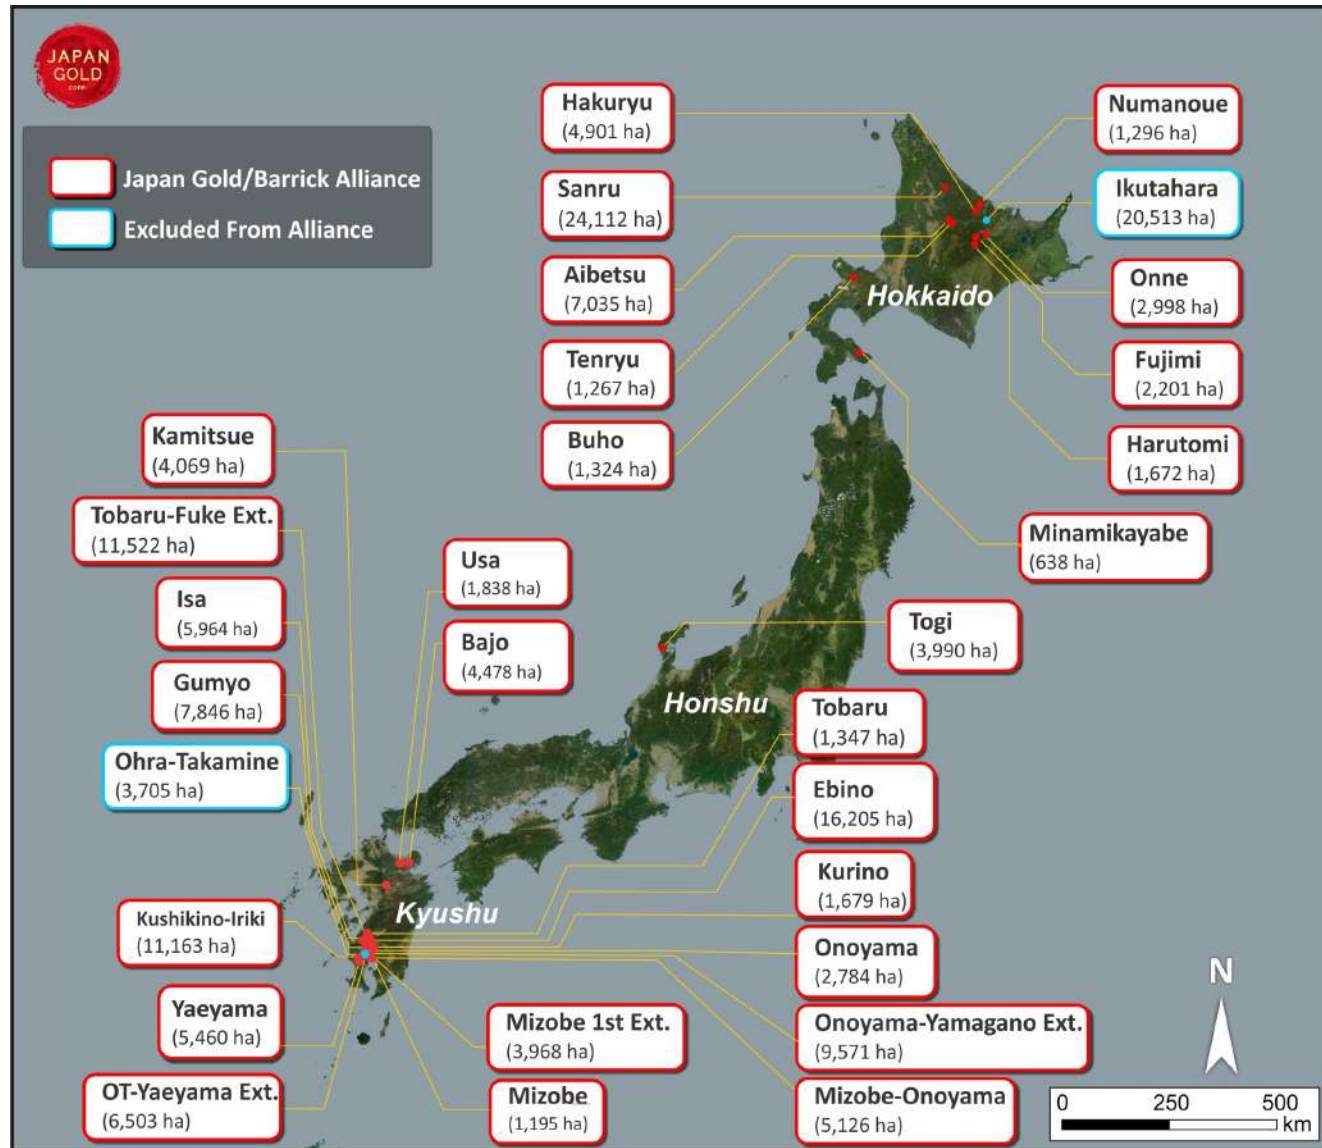 JAPAN
GOLD
CORP.
Japan Gold/Barrick Alliance
Excluded From Alliance
Hakuryu
(4,901 ha)
Sanru
(24,112 ha)
Aibetsu
(7,035 ha)
Tenryu
(1,267 ha)
Buho
(1,324 ha)
Numanoue
(1,296 ha)
Ikutahara
(20,513 ha)
Onne
(2,998 ha)
Fujimi
(2,201 ha)
Harutomi
(1,672 ha)
Minamikayabe
(638 ha)
Hokkaido
Togi
(3,990 ha)
Honshu
Kamitsue
(4,069 ha)
Tobaru-Fuke Ext.
(11,522 ha)
Isa
(5,964 ha)
Gumyo
(7,846 ha)
Ohra-Takamine
(3,705 ha)
Usa
(1,838 ha)
Bajo
(4,478 ha)
Kyushu
Kushikino-Iriki
(11,163 ha)
Yaeyama
(5,460 ha)
OT-Yaeyama Ext.
(6,503 ha)
Mizobe 1st Ext.
(3,968 ha)
Mizobe
(1,195 ha)
Tobaru
(1,347 ha)
Ebino
(16,205 ha)
Kurino
(1,679 ha)
Onoyama
(2,784 ha)
Onoyama-Yamagano Ext.
(9,571 ha)
Mizobe-Onoyama
(5,126 ha)
N
0 250 500
km